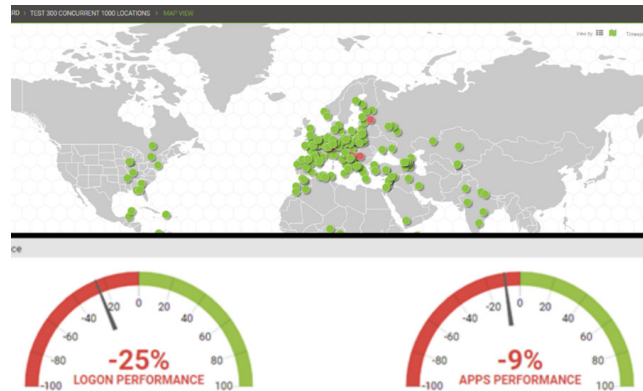 RD > TEST 300 CONCURRENT 1000 LOCATIONS > MAP VIEW
View by
ce
-100 -80 -60 -40 -20 0 20 40 60 80 100
-25%
LOGON PERFORMANCE
-100 -80 -60 -40 -20 0 20 40 60 80 100
-9%
APPS PERFORMANCE